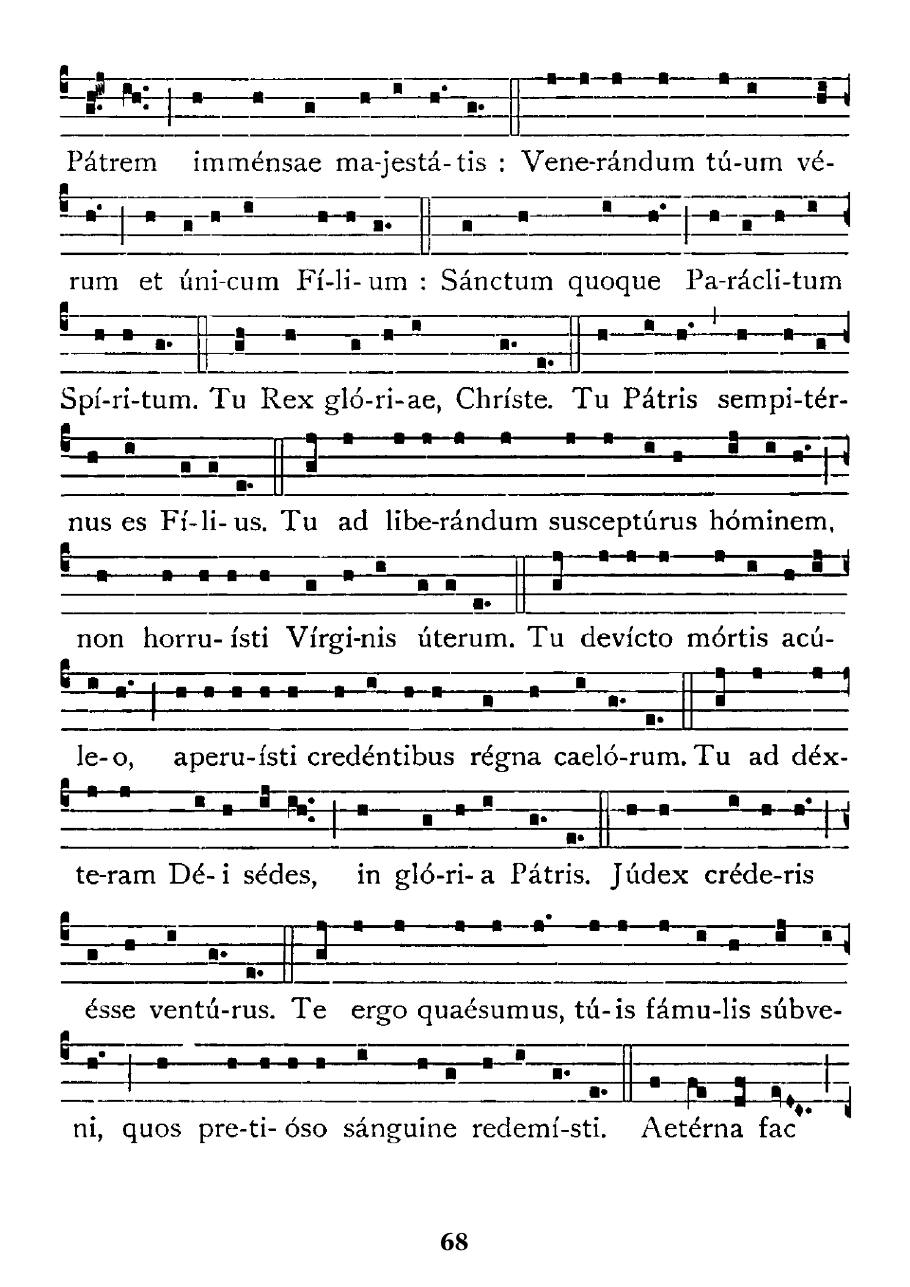 Pátrem imménsae ma-jestá-tis : Vene-rándum tú-um vé-
rum et úni-cum Fí-li-um : Sánctum quoque Pa-rácli-tum
Spí-ri-tum. Tu Rex gló-ri-ae, Chríste. Tu Pátris sempi-tér-
nus es Fí-li-us. Tu ad libe-rándum susceptúrus hóminem,
non horru-ísti Vírgi-nis úterum. Tu devícto mórtis acú-
le-o, aperu-ísti credéntibus régna caeló-rum. Tu ad déx-
te-ram Dé-i sédes, in gló-ri-a Pátris. Júdex créde-ris
ésse ventú-rus. Te ergo quaésumus, tú-is fámu-lis súbve-
ni, quos pre-ti-óso sánguine redemí-sti. Aetérna fac
68